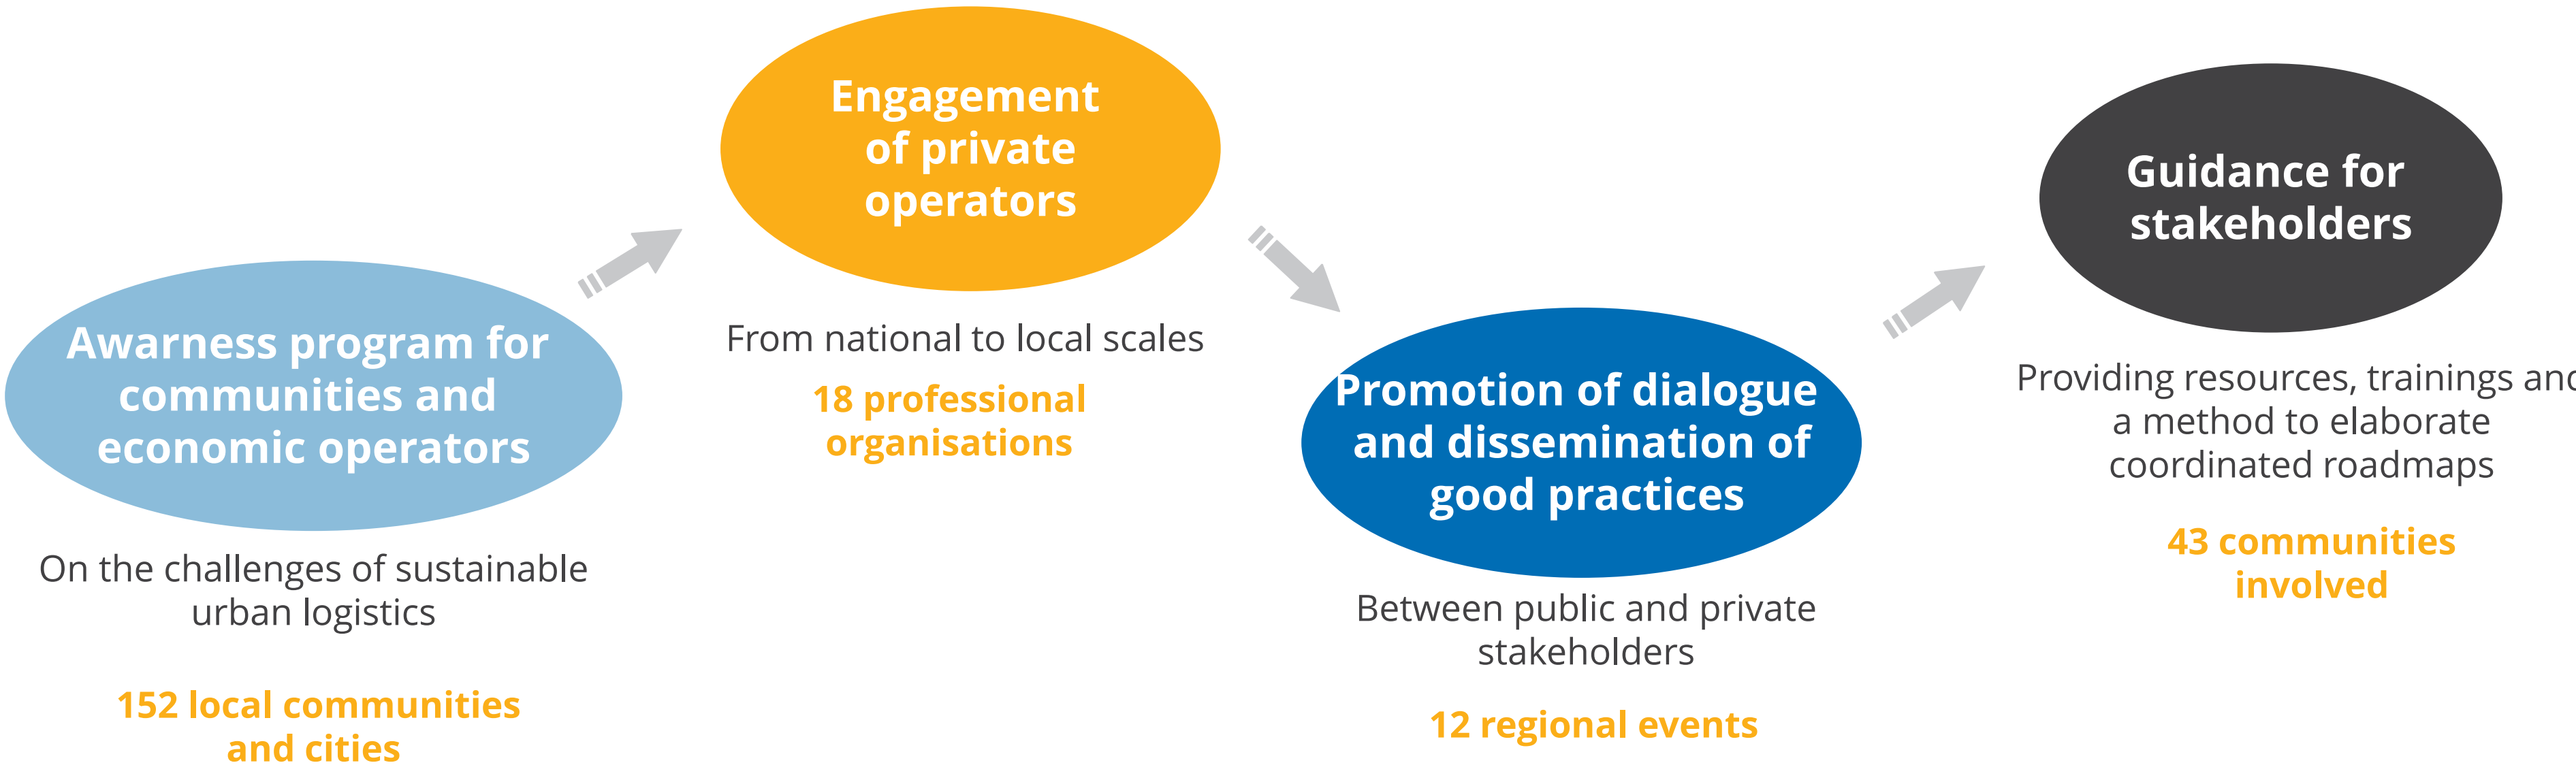 Awarness program for
communities and
economic operators
On the challenges of sustainable
urban logistics
152 local communities
and cities
Engagement
of private
operators
From national to local scales
18 professional
organisations
Promotion of dialogue
and dissemination of
good practices
Between public and private
stakeholders
12 regional events
Guidance for
stakeholders
Providing resources, trainings and
a method to elaborate
coordinated roadmaps
43 communities
involved